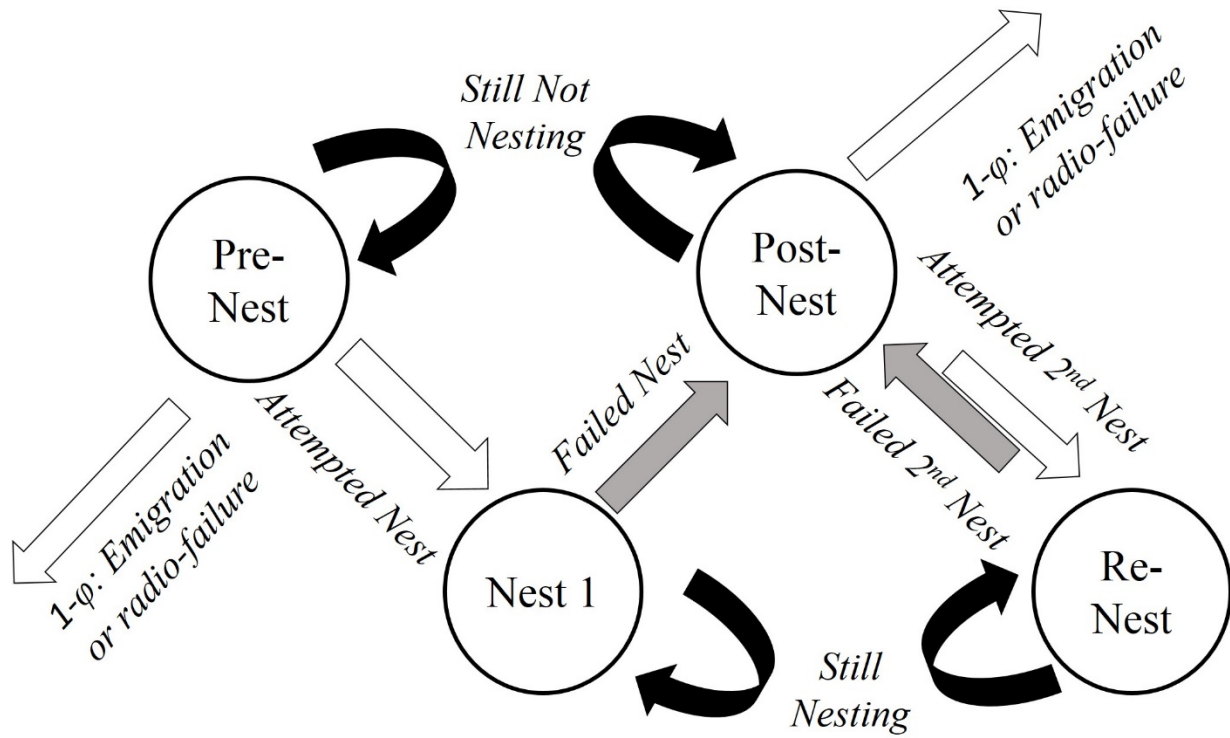 Still Not
Nesting
1-φ: Emigration
or radio-failure
Pre-
Nest
Post-
Nest
Attempted 2nd Nest
Failed Nest
Failed 2nd Nest
Attempted Nest
1-φ: Emigration
or radio-failure
Nest 1
Re-
Nest
Still
Nesting